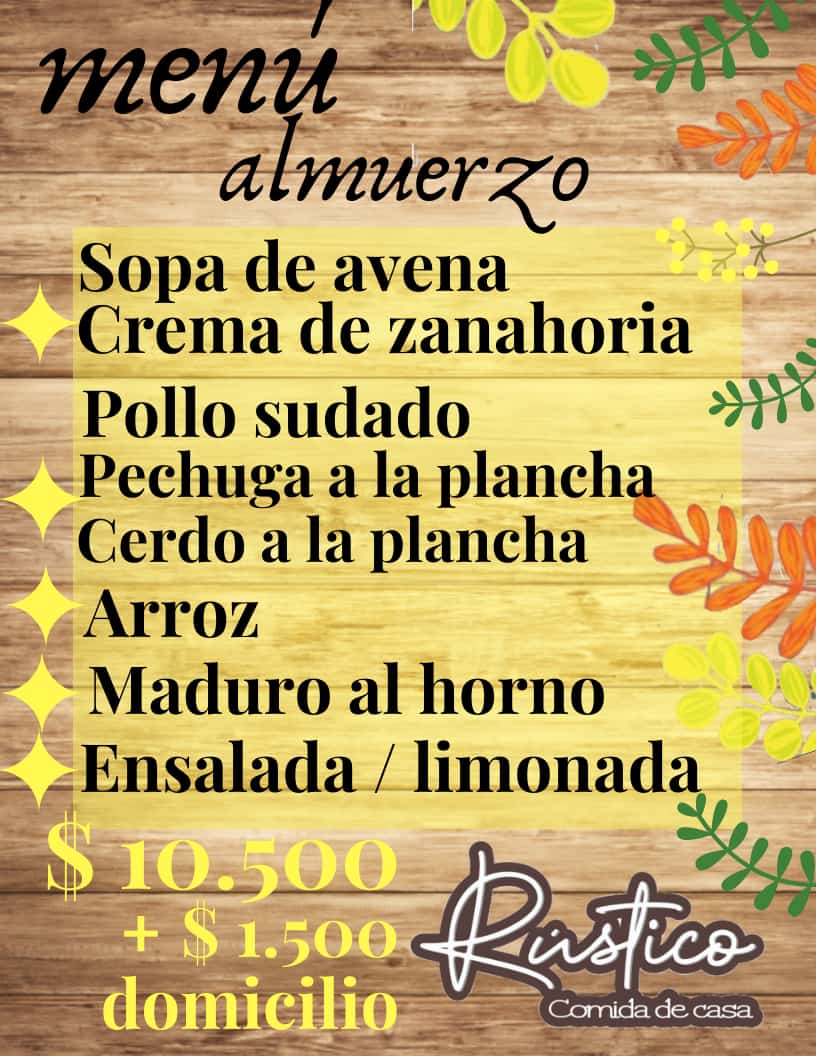 menú
almuerzo
Sopa de avena
Crema de zanahoria
Pollo sudado
Pechuga a la plancha
Cerdo a la plancha
Arroz
Maduro al horno
Ensalada / limonada
$ 10.500
+ $ 1.500
domicilio
Rústico
Comida de casa